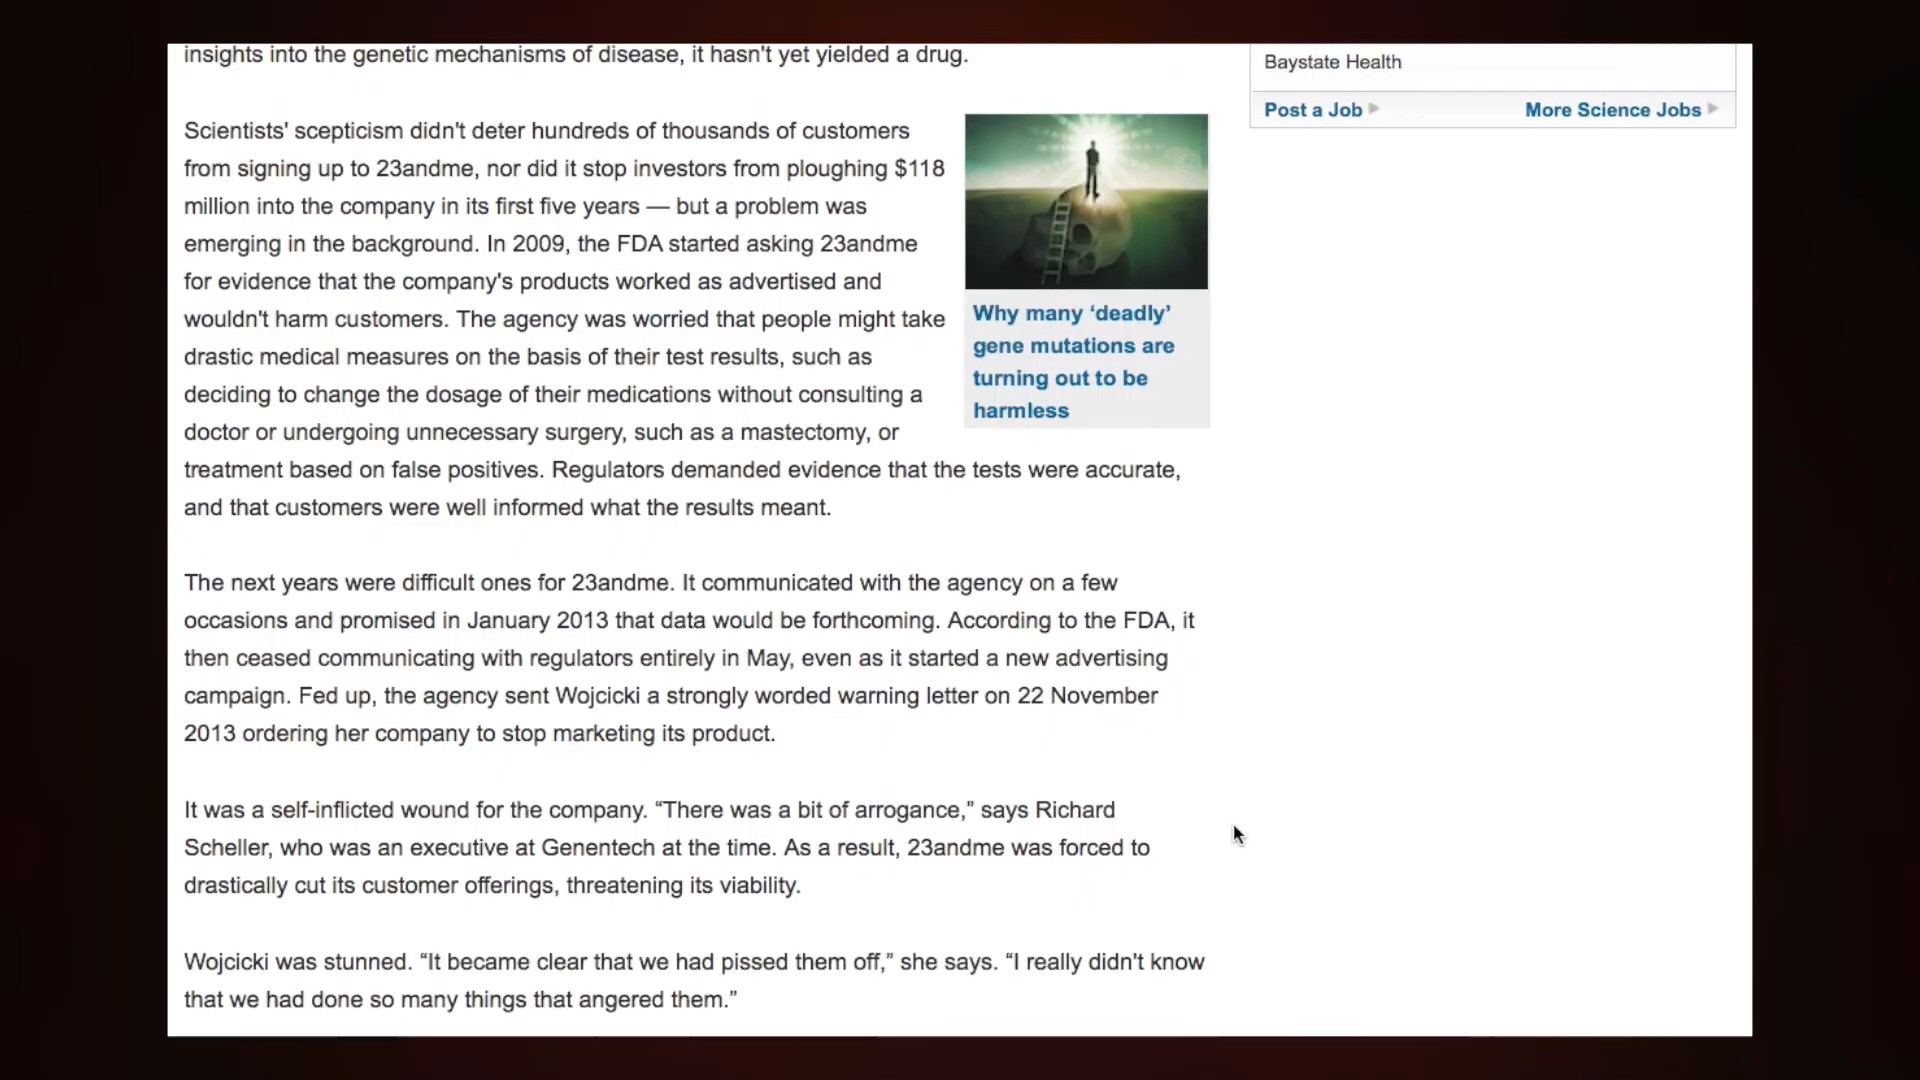 insights into the genetic mechanisms of disease, it hasn't yet yielded a drug.
Scientists' scepticism didn't deter hundreds of thousands of customers
from signing up to 23andme, nor did it stop investors from ploughing $118
million into the company in its first five years — but a problem was
emerging in the background. In 2009, the FDA started asking 23andme
for evidence that the company's products worked as advertised and
wouldn't harm customers. The agency was worried that people might take
drastic medical measures on the basis of their test results, such as
deciding to change the dosage of their medications without consulting a
doctor or undergoing unnecessary surgery, such as a mastectomy, or
treatment based on false positives. Regulators demanded evidence that the tests were accurate,
and that customers were well informed what the results meant.
The next years were difficult ones for 23andme. It communicated with the agency on a few
occasions and promised in January 2013 that data would be forthcoming. According to the FDA, it
then ceased communicating with regulators entirely in May, even as it started a new advertising
campaign. Fed up, the agency sent Wojcicki a strongly worded warning letter on 22 November
2013 ordering her company to stop marketing its product.
It was a self-inflicted wound for the company. “There was a bit of arrogance,” says Richard
Scheller, who was an executive at Genentech at the time. As a result, 23andme was forced to
drastically cut its customer offerings, threatening its viability.
Wojcicki was stunned. “It became clear that we had pissed them off,” she says. “I really didn't know
that we had done so many things that angered them.”
Why many ‘deadly’
gene mutations are
turning out to be
harmless
Baystate Health
Post a Job
More Science Jobs